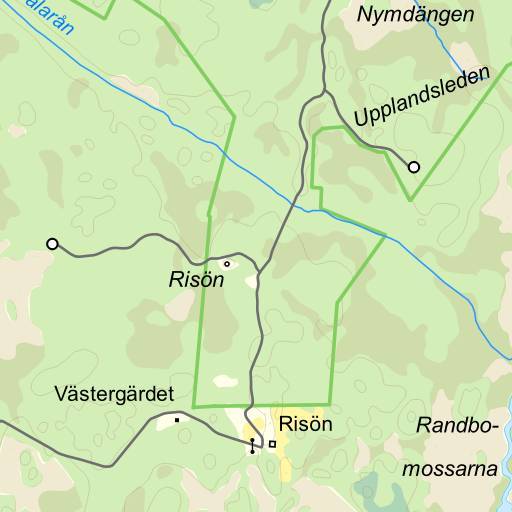 Nymdängen
Upplandsleden
Risön
Västergärdet
Risön
Randbo-
mossarna